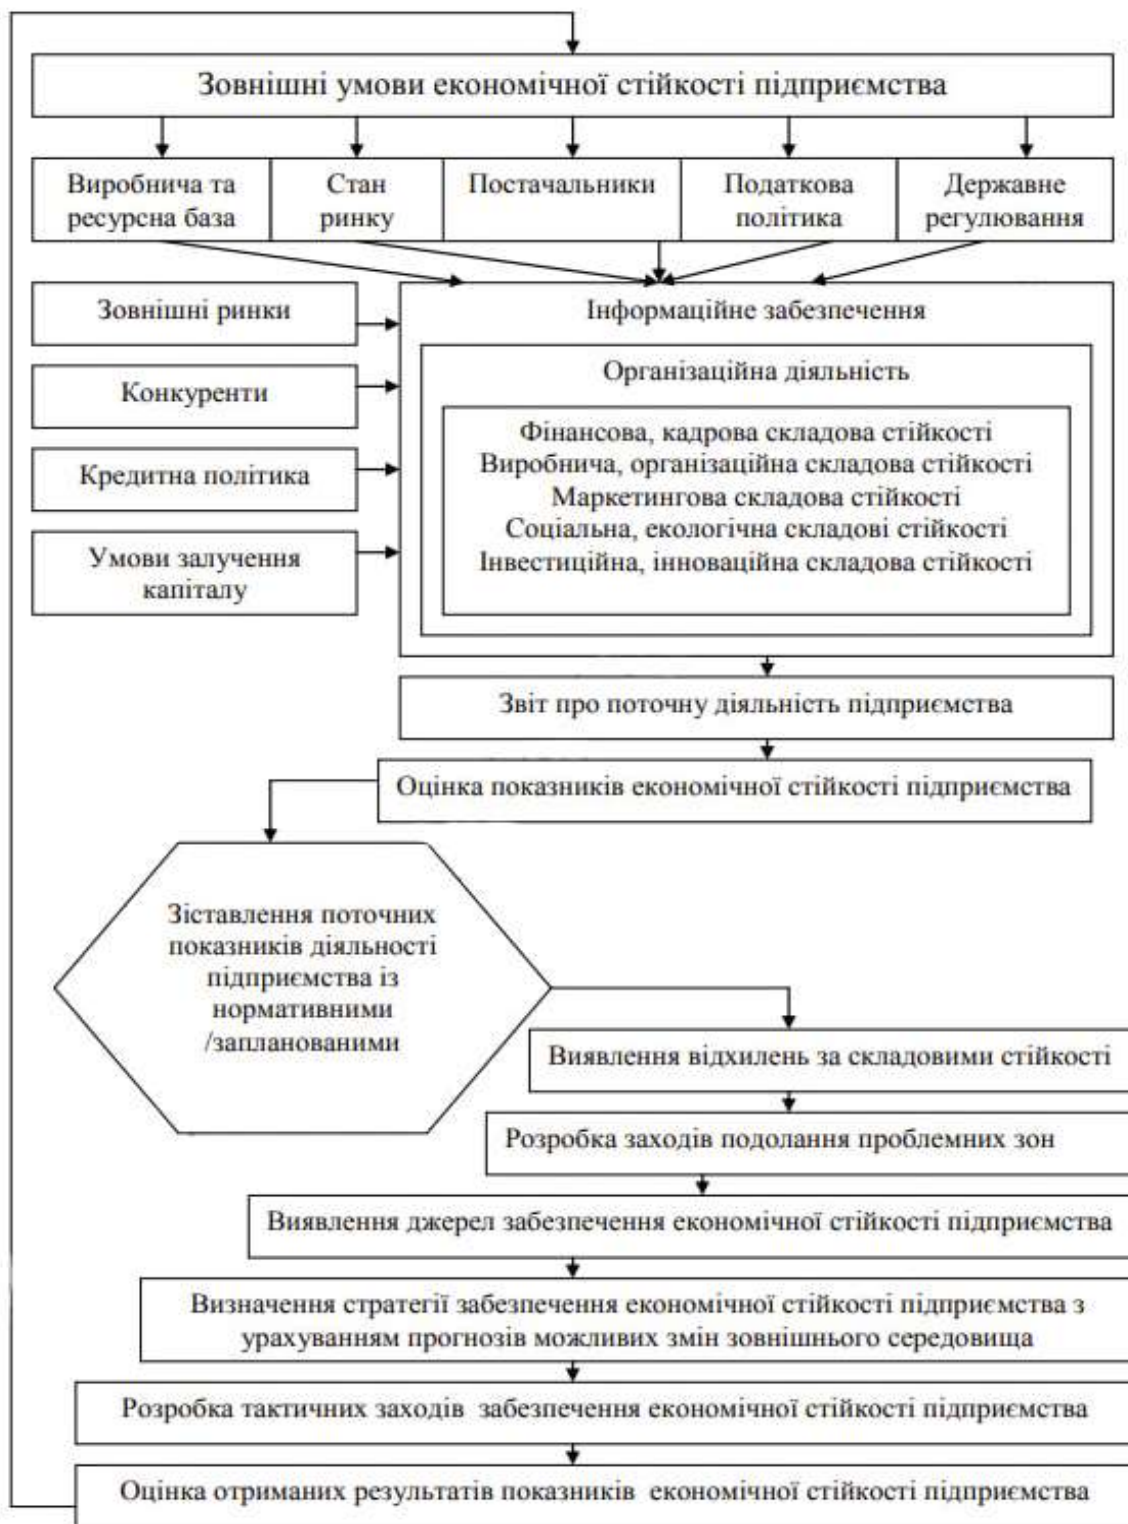 Зовнішні умови економічної стійкості підприємства
Виробнича та
ресурсна база
Стан
ринку
Постачальники
Податкова
політика
Державне
регулювання
Зовнішні ринки
Конкуренти
Кредитна політика
Умови залучення
капіталу
Інформаційне забезпечення
Організаційна діяльність
Фінансова, кадрова складова стійкості
Виробнича, організаційна складова стійкості
Маркетингова складова стійкості
Соціальна, екологічна складові стійкості
Інвестиційна, інноваційна складова стійкості
Звіт про поточну діяльність підприємства
Оцінка показників економічної стійкості підприємства
Зіставлення поточних
показників діяльності
підприємства із
нормативними
/запланованими
Виявлення відхилень за складовими стійкості
Розробка заходів подолання проблемних зон
Виявлення джерел забезпечення економічної стійкості підприємства
Визначення стратегії забезпечення економічної стійкості підприємства з
урахуванням прогнозів можливих змін зовнішнього середовища
Розробка тактичних заходів забезпечення економічної стійкості підприємства
Оцінка отриманих результатів показників економічної стійкості підприємства